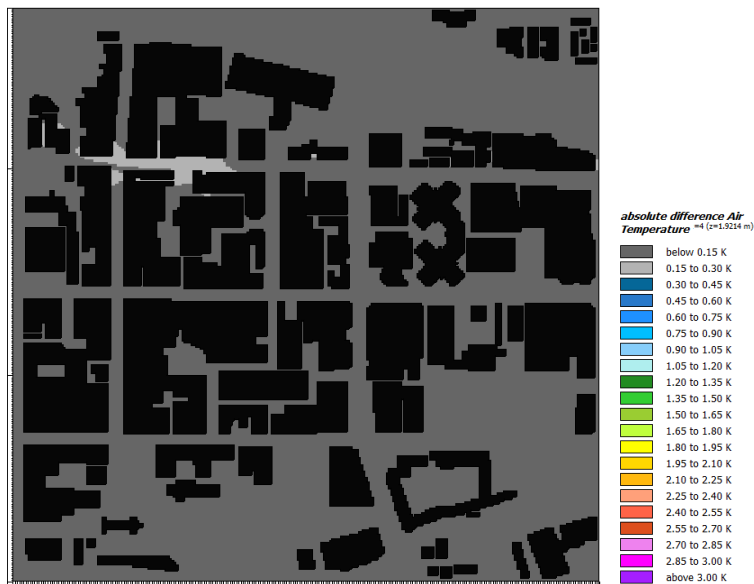 absolute difference Air
Temperature =4 (z=1.9214 m)
below 0.15 K
0.15 to 0.30 K
0.30 to 0.45 K
0.45 to 0.60 K
0.60 to 0.75 K
0.75 to 0.90 K
0.90 to 1.05 K
1.05 to 1.20 K
1.20 to 1.35 K
1.35 to 1.50 K
1.50 to 1.65 K
1.65 to 1.80 K
1.80 to 1.95 K
1.95 to 2.10 K
2.10 to 2.25 K
2.25 to 2.40 K
2.40 to 2.55 K
2.55 to 2.70 K
2.70 to 2.85 K
2.85 to 3.00 K
above 3.00 K